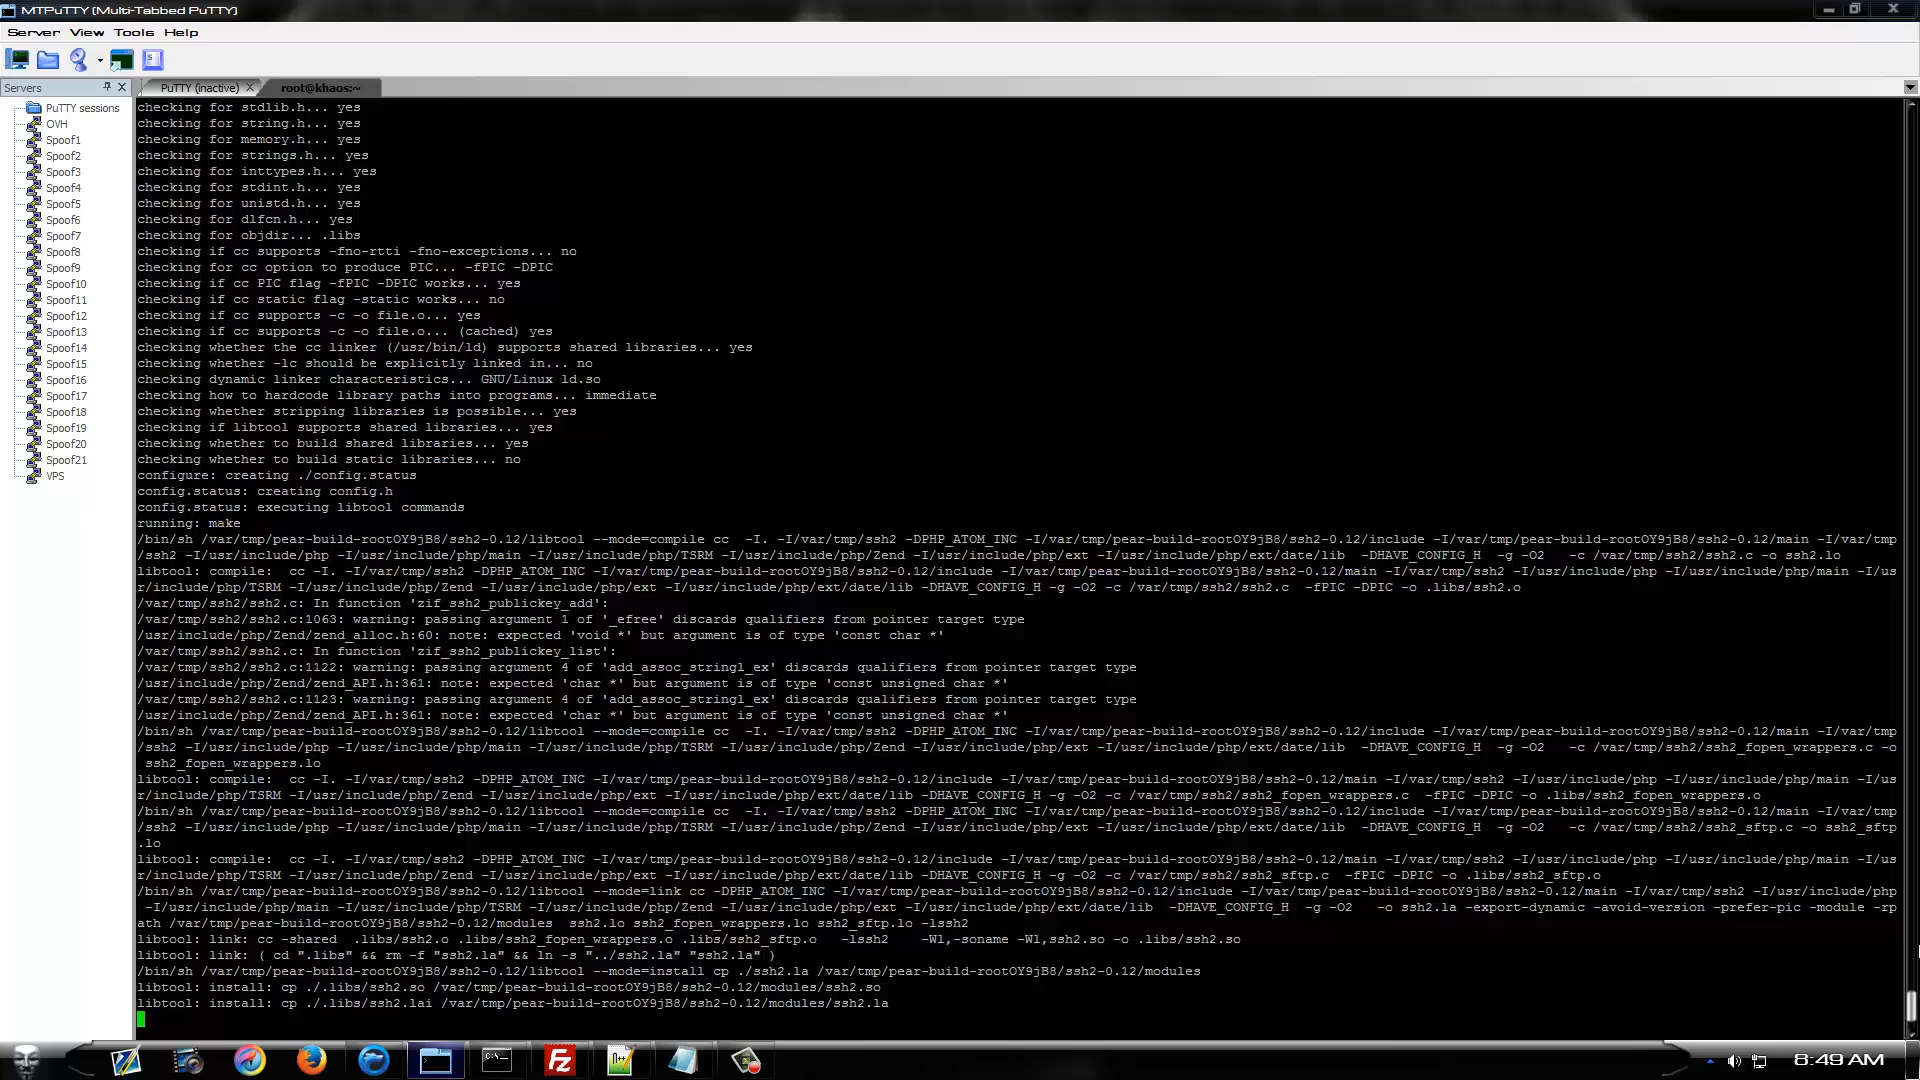 MTPuTTY (Multi-Tabbed PuTTY)
Server View Tools Help
Servers
PuTTY (inactive)
root@khaos:~
PuTTY sessions
OVH
Spoof1
Spoof2
Spoof3
Spoof4
Spoof5
Spoof6
Spoof7
Spoof8
Spoof9
Spoof10
Spoof11
Spoof12
Spoof13
Spoof14
Spoof15
Spoof16
Spoof17
Spoof18
Spoof19
Spoof20
Spoof21
VPS
checking for stdlib.h... yes
checking for string.h... yes
checking for memory.h... yes
checking for strings.h... yes
checking for inttypes.h... yes
checking for stdint.h... yes
checking for unistd.h... yes
checking for dlfcn.h... yes
checking for objdir... .libs
checking if cc supports -fno-rtti -fno-exceptions... no
checking for cc option to produce PIC... -fPIC -DPIC
checking if cc PIC flag -fPIC -DPIC works... yes
checking if cc static flag -static works... no
checking if cc supports -c -o file.o... yes
checking if cc supports -c -o file.o... (cached) yes
checking whether the cc linker (/usr/bin/ld) supports shared libraries... yes
checking whether -lc should be explicitly linked in... no
checking dynamic linker characteristics... GNU/Linux ld.so
checking how to hardcode library paths into programs... immediate
checking whether stripping libraries is possible... yes
checking if libtool supports shared libraries... yes
checking whether to build shared libraries... yes
checking whether to build static libraries... no
configure: creating ./config.status
config.status: creating config.h
config.status: executing libtool commands
running: make
/bin/sh /var/tmp/pear-build-rootOY9jB8/ssh2-0.12/libtool --mode=compile cc  -I. -I/var/tmp/ssh2 -DPHP_ATOM_INC -I/var/tmp/pear-build-rootOY9jB8/ssh2-0.12/include -I/var/tmp/pear-build-rootOY9jB8/ssh2-0.12/main -I/var/tmp
/ssh2 -I/usr/include/php -I/usr/include/php/main -I/usr/include/php/TSRM -I/usr/include/php/Zend -I/usr/include/php/ext -I/usr/include/php/ext/date/lib  -DHAVE_CONFIG_H  -g -O2   -c /var/tmp/ssh2/ssh2.c -o ssh2.lo
libtool: compile:  cc -I. -I/var/tmp/ssh2 -DPHP_ATOM_INC -I/var/tmp/pear-build-rootOY9jB8/ssh2-0.12/include -I/var/tmp/pear-build-rootOY9jB8/ssh2-0.12/main -I/var/tmp/ssh2 -I/usr/include/php -I/usr/include/php/main -I/us
r/include/php/TSRM -I/usr/include/php/Zend -I/usr/include/php/ext -I/usr/include/php/ext/date/lib -DHAVE_CONFIG_H -g -O2 -c /var/tmp/ssh2/ssh2.c  -fPIC -DPIC -o .libs/ssh2.o
/var/tmp/ssh2/ssh2.c: In function 'zif_ssh2_publickey_add':
/var/tmp/ssh2/ssh2.c:1063: warning: passing argument 1 of '_efree' discards qualifiers from pointer target type
/usr/include/php/Zend/zend_alloc.h:60: note: expected 'void *' but argument is of type 'const char *'
/var/tmp/ssh2/ssh2.c: In function 'zif_ssh2_publickey_list':
/var/tmp/ssh2/ssh2.c:1122: warning: passing argument 4 of 'add_assoc_stringl_ex' discards qualifiers from pointer target type
/usr/include/php/Zend/zend_API.h:361: note: expected 'char *' but argument is of type 'const unsigned char *'
/var/tmp/ssh2/ssh2.c:1123: warning: passing argument 4 of 'add_assoc_stringl_ex' discards qualifiers from pointer target type
/usr/include/php/Zend/zend_API.h:361: note: expected 'char *' but argument is of type 'const unsigned char *'
/bin/sh /var/tmp/pear-build-rootOY9jB8/ssh2-0.12/libtool --mode=compile cc  -I. -I/var/tmp/ssh2 -DPHP_ATOM_INC -I/var/tmp/pear-build-rootOY9jB8/ssh2-0.12/include -I/var/tmp/pear-build-rootOY9jB8/ssh2-0.12/main -I/var/tmp
/ssh2 -I/usr/include/php -I/usr/include/php/main -I/usr/include/php/TSRM -I/usr/include/php/Zend -I/usr/include/php/ext -I/usr/include/php/ext/date/lib  -DHAVE_CONFIG_H  -g -O2   -c /var/tmp/ssh2/ssh2_fopen_wrappers.c -o
 ssh2_fopen_wrappers.lo
libtool: compile:  cc -I. -I/var/tmp/ssh2 -DPHP_ATOM_INC -I/var/tmp/pear-build-rootOY9jB8/ssh2-0.12/include -I/var/tmp/pear-build-rootOY9jB8/ssh2-0.12/main -I/var/tmp/ssh2 -I/usr/include/php -I/usr/include/php/main -I/us
r/include/php/TSRM -I/usr/include/php/Zend -I/usr/include/php/ext -I/usr/include/php/ext/date/lib -DHAVE_CONFIG_H -g -O2 -c /var/tmp/ssh2/ssh2_fopen_wrappers.c  -fPIC -DPIC -o .libs/ssh2_fopen_wrappers.o
/bin/sh /var/tmp/pear-build-rootOY9jB8/ssh2-0.12/libtool --mode=compile cc  -I. -I/var/tmp/ssh2 -DPHP_ATOM_INC -I/var/tmp/pear-build-rootOY9jB8/ssh2-0.12/include -I/var/tmp/pear-build-rootOY9jB8/ssh2-0.12/main -I/var/tmp
/ssh2 -I/usr/include/php -I/usr/include/php/main -I/usr/include/php/TSRM -I/usr/include/php/Zend -I/usr/include/php/ext -I/usr/include/php/ext/date/lib  -DHAVE_CONFIG_H  -g -O2   -c /var/tmp/ssh2/ssh2_sftp.c -o ssh2_sftp
.lo
libtool: compile:  cc -I. -I/var/tmp/ssh2 -DPHP_ATOM_INC -I/var/tmp/pear-build-rootOY9jB8/ssh2-0.12/include -I/var/tmp/pear-build-rootOY9jB8/ssh2-0.12/main -I/var/tmp/ssh2 -I/usr/include/php -I/usr/include/php/main -I/us
r/include/php/TSRM -I/usr/include/php/Zend -I/usr/include/php/ext -I/usr/include/php/ext/date/lib -DHAVE_CONFIG_H -g -O2 -c /var/tmp/ssh2/ssh2_sftp.c  -fPIC -DPIC -o .libs/ssh2_sftp.o
/bin/sh /var/tmp/pear-build-rootOY9jB8/ssh2-0.12/libtool --mode=link cc -DPHP_ATOM_INC -I/var/tmp/pear-build-rootOY9jB8/ssh2-0.12/include -I/var/tmp/pear-build-rootOY9jB8/ssh2-0.12/main -I/var/tmp/ssh2 -I/usr/include/php
 -I/usr/include/php/main -I/usr/include/php/TSRM -I/usr/include/php/Zend -I/usr/include/php/ext -I/usr/include/php/ext/date/lib  -DHAVE_CONFIG_H  -g -O2   -o ssh2.la -export-dynamic -avoid-version -prefer-pic -module -rp
ath /var/tmp/pear-build-rootOY9jB8/ssh2-0.12/modules  ssh2.lo ssh2_fopen_wrappers.lo ssh2_sftp.lo -lssh2
libtool: link: cc -shared  .libs/ssh2.o .libs/ssh2_fopen_wrappers.o .libs/ssh2_sftp.o   -lssh2    -Wl,-soname -Wl,ssh2.so -o .libs/ssh2.so
libtool: link: ( cd ".libs" && rm -f "ssh2.la" && ln -s "../ssh2.la" "ssh2.la" )
/bin/sh /var/tmp/pear-build-rootOY9jB8/ssh2-0.12/libtool --mode=install cp ./ssh2.la /var/tmp/pear-build-rootOY9jB8/ssh2-0.12/modules
libtool: install: cp ./.libs/ssh2.so /var/tmp/pear-build-rootOY9jB8/ssh2-0.12/modules/ssh2.so
libtool: install: cp ./.libs/ssh2.lai /var/tmp/pear-build-rootOY9jB8/ssh2-0.12/modules/ssh2.la
8:49 AM